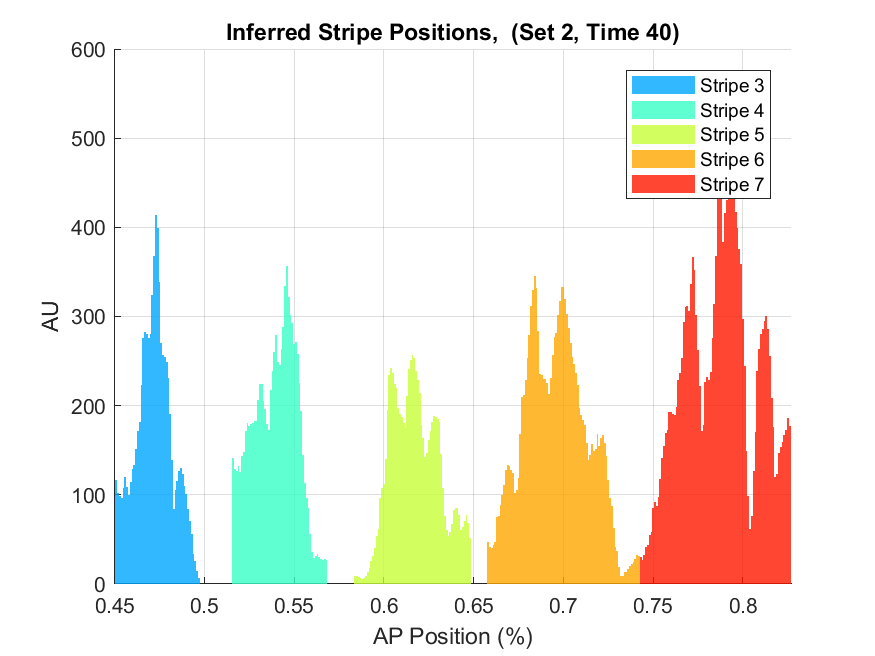 Inferred Stripe Positions,  (Set 2, Time 40)
600
500
400
300
200
100
0
AU
Stripe 3
Stripe 4
Stripe 5
Stripe 6
Stripe 7
0.45 0.5 0.55 0.6 0.65 0.7 0.75 0.8
AP Position (%)